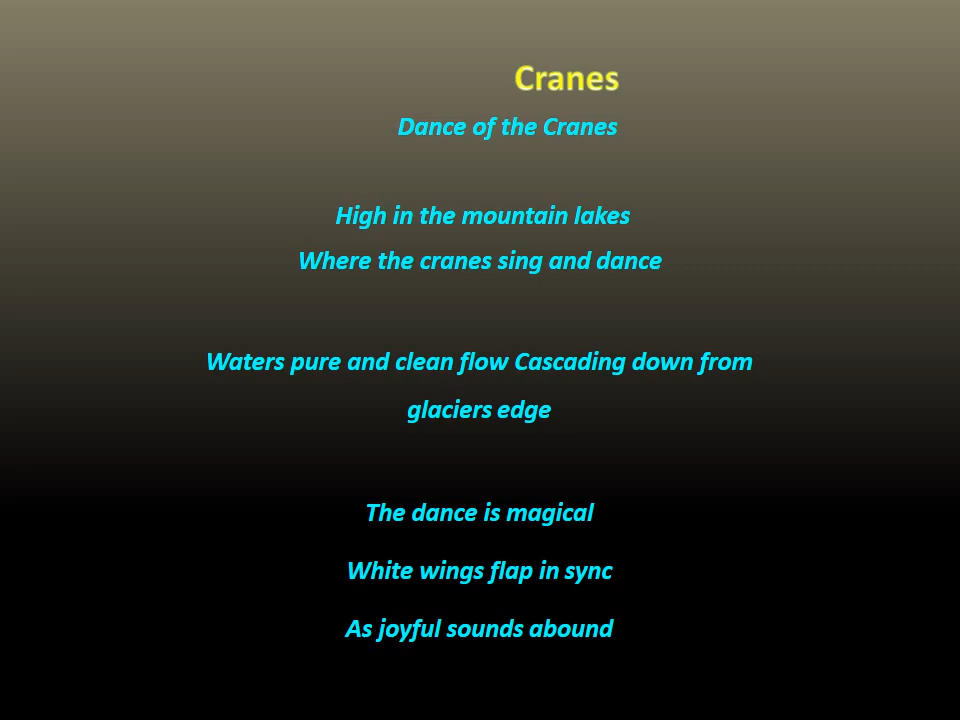 Cranes
Dance of the Cranes
High in the mountain lakes
Where the cranes sing and dance
Waters pure and clean flow Cascading down from
glaciers edge
The dance is magical
White wings flap in sync
As joyful sounds abound